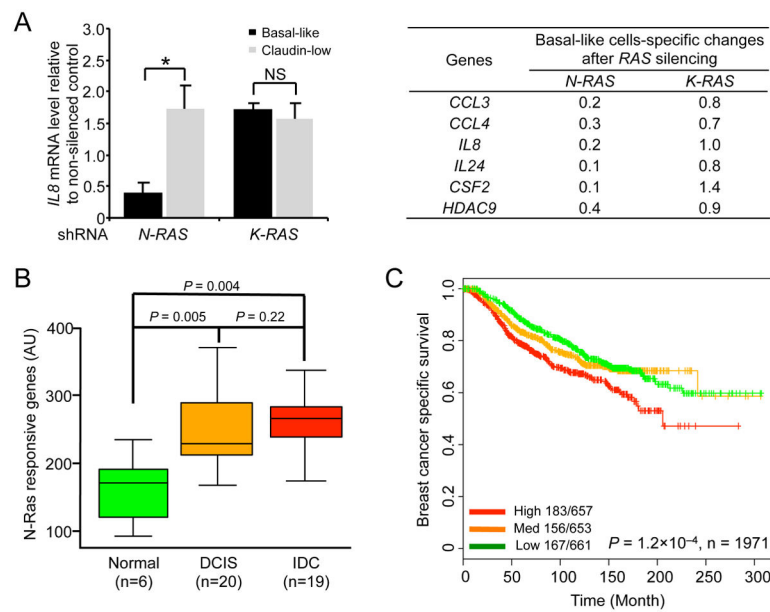 A
IL8 mRNA level relative
to non-silenced control
3.0
2.5
2.0
1.5
1.0
0.5
0
Basal-like
Claudin-low
*
NS
shRNA N-RAS K-RAS
Genes
Basal-like cells-specific changes
after RAS silencing
N-RAS K-RAS
CCL3 0.2 0.8
CCL4 0.3 0.7
IL8 0.2 1.0
IL24 0.1 0.8
CSF2 0.1 1.4
HDAC9 0.4 0.9
B
N-Ras responsive genes (AU)
400
300
200
100
P = 0.004
P = 0.005
P = 0.22
Normal DCIS IDC
(n=6) (n=20) (n=19)
C
Breast cancer specific survival
1.0
0.8
0.6
0.4
0.2
0
High 183/657
Med 156/653
Low 167/661
P = 1.2×10⁻⁴, n = 1971
0 50 100 150 200 250 300
Time (Month)